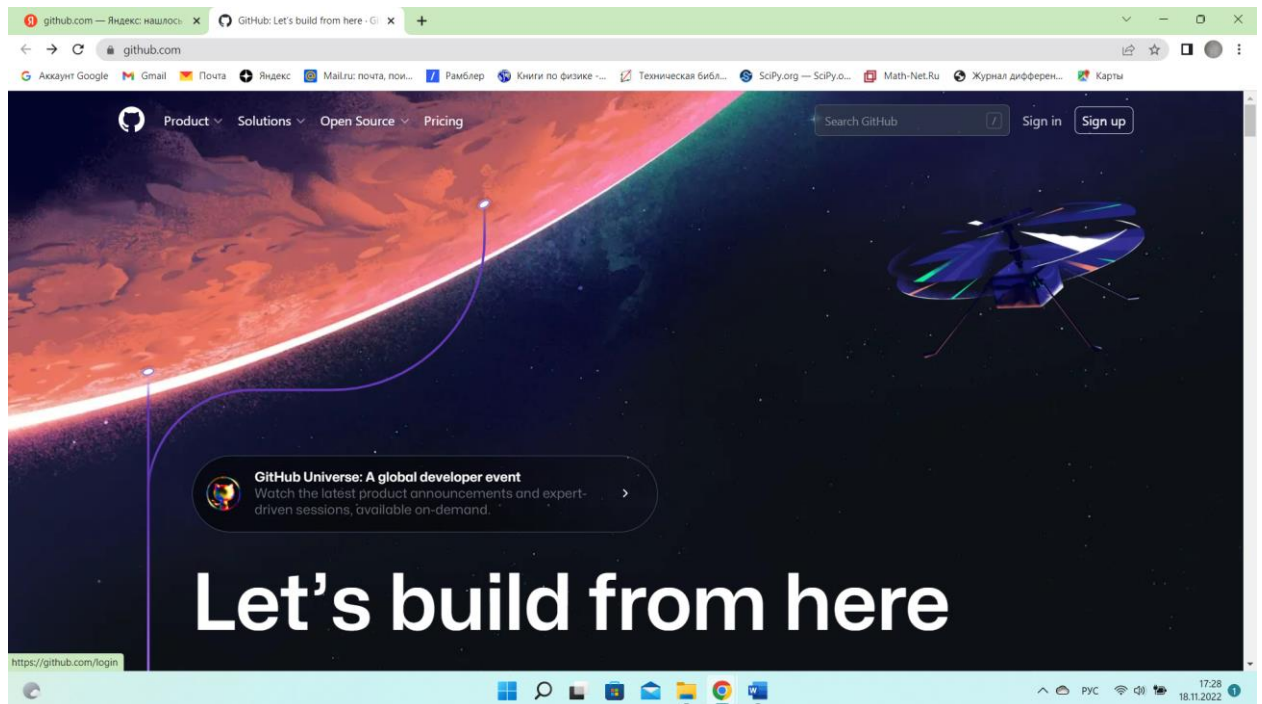 github.com — Яндекс: нашлось
GitHub: Let's build from here · Gi
github.com
Аккаунт Google Gmail Почта Яндекс Mail.ru: почта, пои... Рамблер Книги по физике -... Техническая библ... SciPy.org — SciPy.o... Math-Net.Ru Журнал дифферен... Карты
Product Solutions Open Source Pricing Search GitHub / Sign in Sign up
GitHub Universe: A global developer event
Watch the latest product announcements and expert-
driven sessions, available on-demand.
Let's build from here
https://github.com/login
РУС 17:28
18.11.2022 1